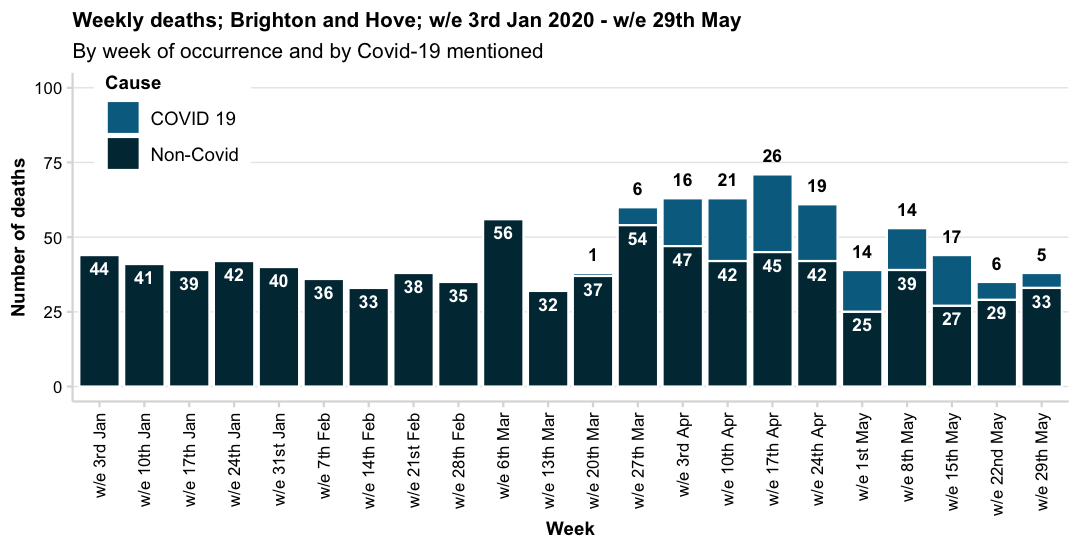 Weekly deaths; Brighton and Hove; w/e 3rd Jan 2020 - w/e 29th May
By week of occurrence and by Covid-19 mentioned
Cause
COVID 19
Non-Covid
Number of deaths
100
75
50
25
0
26
16 21 19
6 14 17
1 14 6 5
44 41 39 42 40 36 33 38 35 56 32 37 54 47 42 45 42 25 39 27 29 33
w/e 3rd Jan
w/e 10th Jan
w/e 17th Jan
w/e 24th Jan
w/e 31st Jan
w/e 7th Feb
w/e 14th Feb
w/e 21st Feb
w/e 28th Feb
w/e 6th Mar
w/e 13th Mar
w/e 20th Mar
w/e 27th Mar
w/e 3rd Apr
w/e 10th Apr
w/e 17th Apr
w/e 24th Apr
w/e 1st May
w/e 8th May
w/e 15th May
w/e 22nd May
w/e 29th May
Week